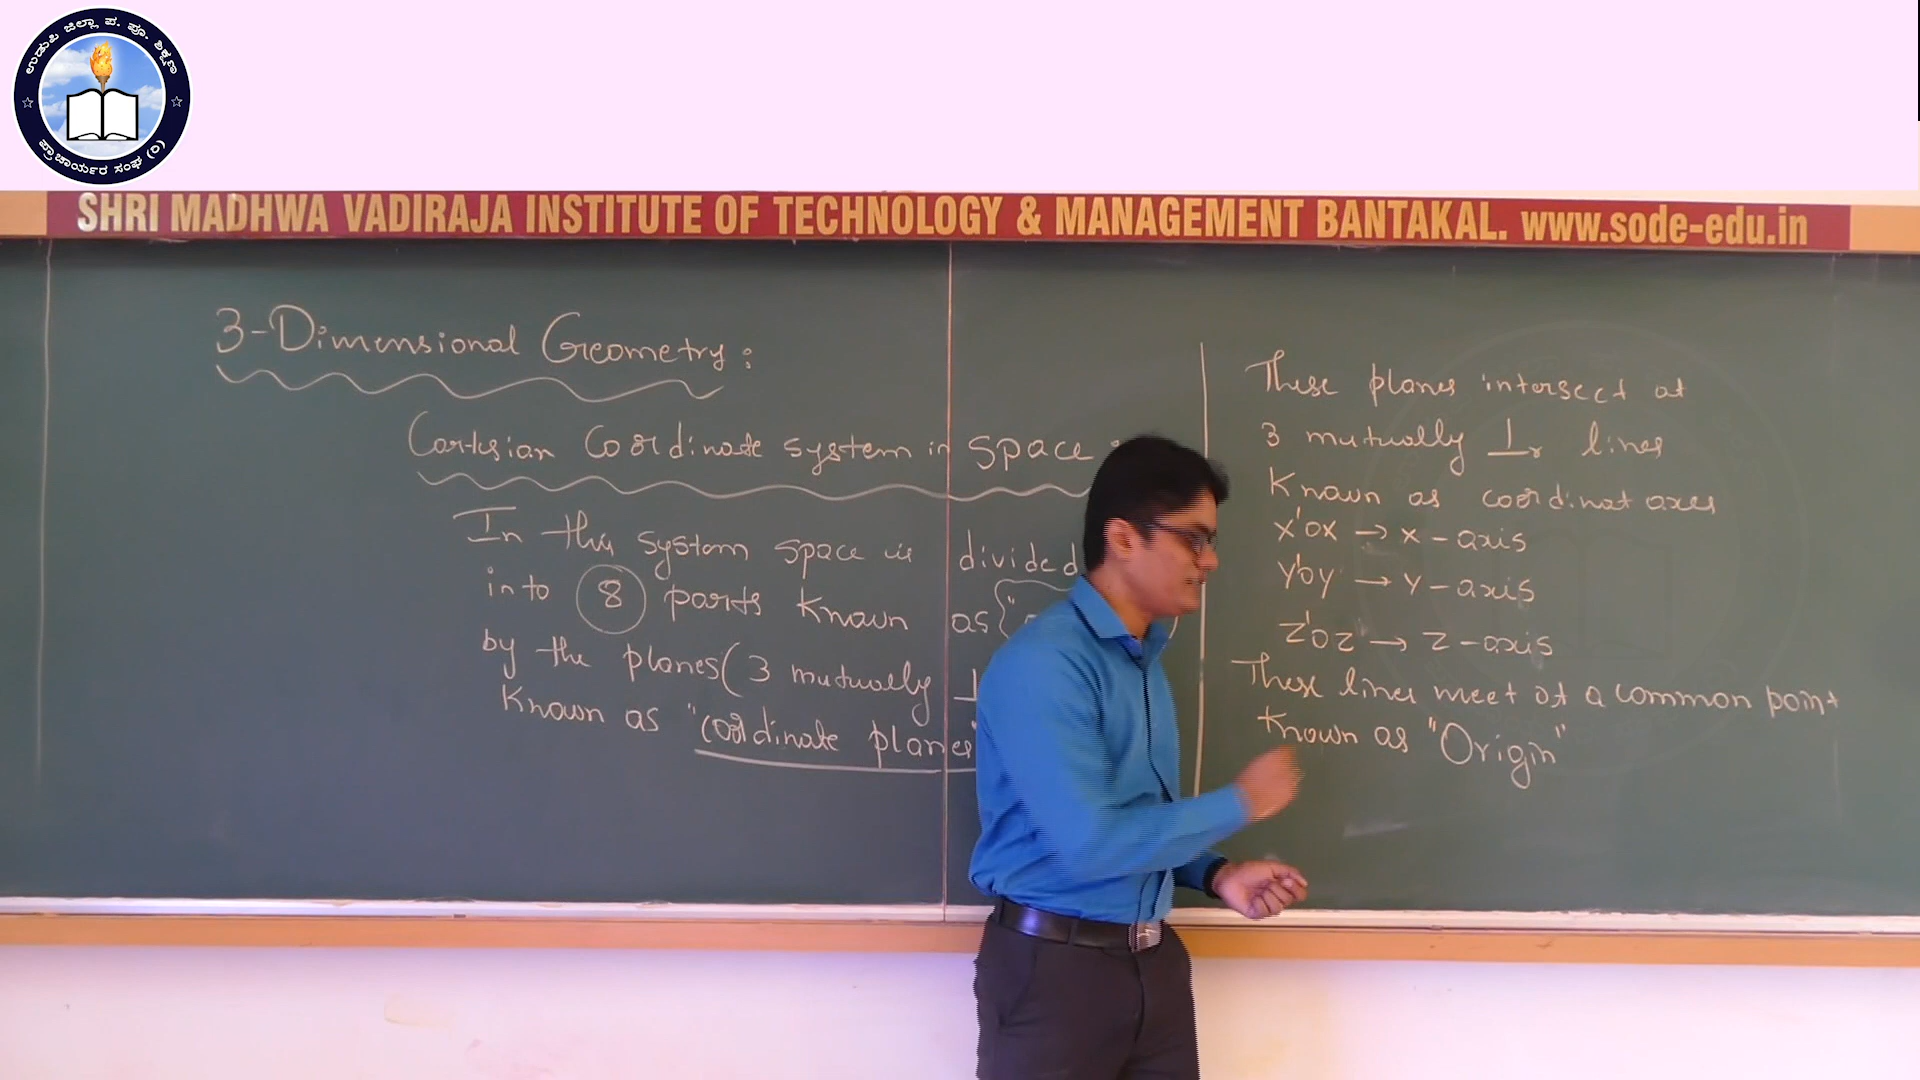 ಉಡುಪಿ ಜಿಲ್ಲಾ ಪ. ಪೂ. ಶಿಕ್ಷಣ
ಪ್ರಾಚಾರ್ಯರ ಸಂಘ (ರಿ)
SHRI MADHWA VADIRAJA INSTITUTE OF TECHNOLOGY & MANAGEMENT BANTAKAL. www.sode-edu.in
3-Dimensional Geometry:
Cartesian Coordinate system in space
In this system space is divided
into 8 parts known as
by the planes (3 mutually
known as "coordinate planes"
These planes intersect at
3 mutually ⊥r lines
Known as coordinat axes
x'ox → x-axis
y'oy → y-axis
z'oz → z-axis
These lines meet at a common point
known as "Origin"